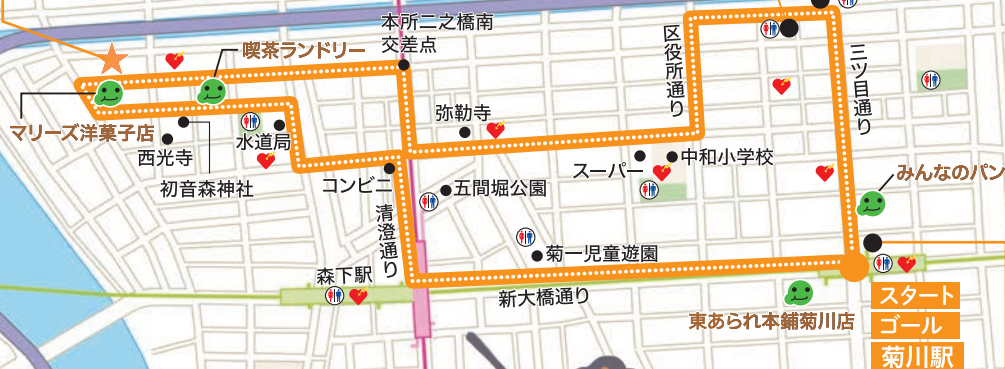 本所二之橋南
交差点
喫茶ランドリー
区役所通り
三ツ目通り
マリーズ洋菓子店
西光寺
水道局
初音森神社
弥勒寺
コンビニ
五間堀公園
スーパー
中和小学校
みんなのパン
清澄通り
菊一児童遊園
森下駅
新大橋通り
東あられ本鋪菊川店
スタート
ゴール
菊川駅